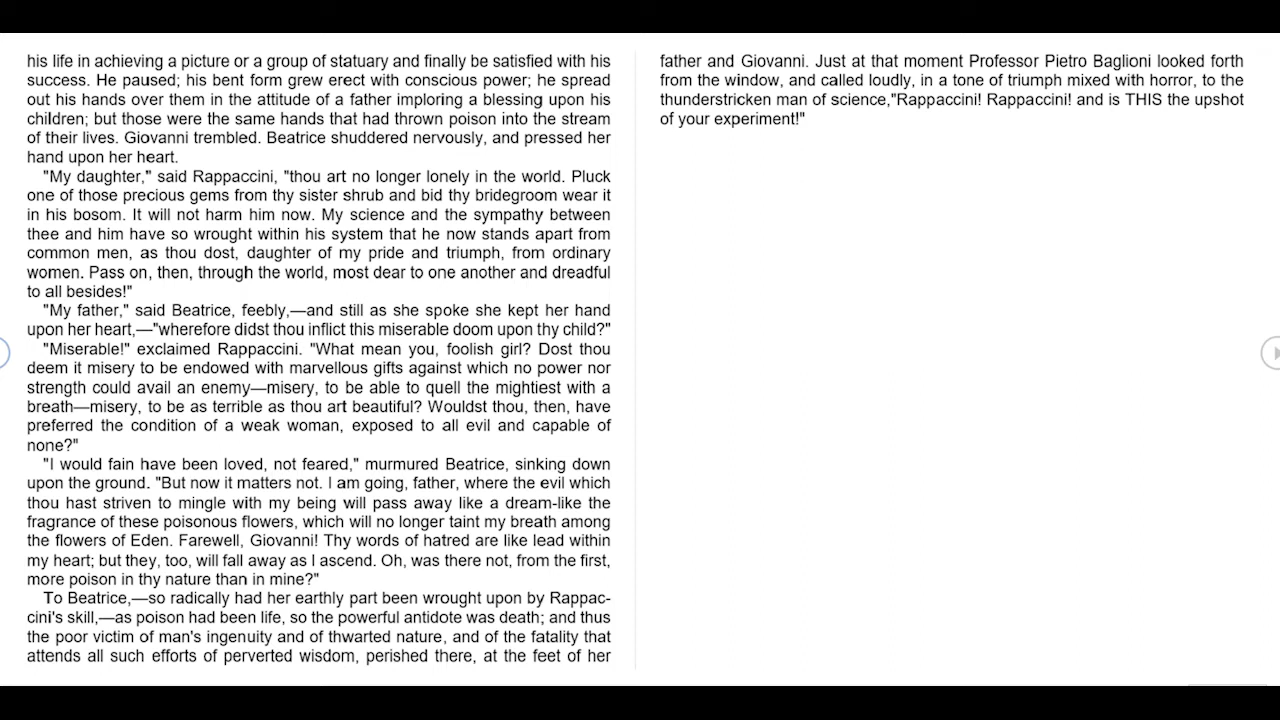 his life in achieving a picture or a group of statuary and finally be satisfied with his
success. He paused; his bent form grew erect with conscious power; he spread
out his hands over them in the attitude of a father imploring a blessing upon his
children; but those were the same hands that had thrown poison into the stream
of their lives. Giovanni trembled. Beatrice shuddered nervously, and pressed her
hand upon her heart.
"My daughter," said Rappaccini, "thou art no longer lonely in the world. Pluck
one of those precious gems from thy sister shrub and bid thy bridegroom wear it
in his bosom. It will not harm him now. My science and the sympathy between
thee and him have so wrought within his system that he now stands apart from
common men, as thou dost, daughter of my pride and triumph, from ordinary
women. Pass on, then, through the world, most dear to one another and dreadful
to all besides!"
"My father," said Beatrice, feebly,—and still as she spoke she kept her hand
upon her heart,—"wherefore didst thou inflict this miserable doom upon thy child?"
"Miserable!" exclaimed Rappaccini. "What mean you, foolish girl? Dost thou
deem it misery to be endowed with marvellous gifts against which no power nor
strength could avail an enemy—misery, to be able to quell the mightiest with a
breath—misery, to be as terrible as thou art beautiful? Wouldst thou, then, have
preferred the condition of a weak woman, exposed to all evil and capable of
none?"
"I would fain have been loved, not feared," murmured Beatrice, sinking down
upon the ground. "But now it matters not. I am going, father, where the evil which
thou hast striven to mingle with my being will pass away like a dream-like the
fragrance of these poisonous flowers, which will no longer taint my breath among
the flowers of Eden. Farewell, Giovanni! Thy words of hatred are like lead within
my heart; but they, too, will fall away as I ascend. Oh, was there not, from the first,
more poison in thy nature than in mine?"
To Beatrice,—so radically had her earthly part been wrought upon by Rappac-
cini's skill,—as poison had been life, so the powerful antidote was death; and thus
the poor victim of man's ingenuity and of thwarted nature, and of the fatality that
attends all such efforts of perverted wisdom, perished there, at the feet of her
father and Giovanni. Just at that moment Professor Pietro Baglioni looked forth
from the window, and called loudly, in a tone of triumph mixed with horror, to the
thunderstricken man of science,"Rappaccini! Rappaccini! and is THIS the upshot
of your experiment!"